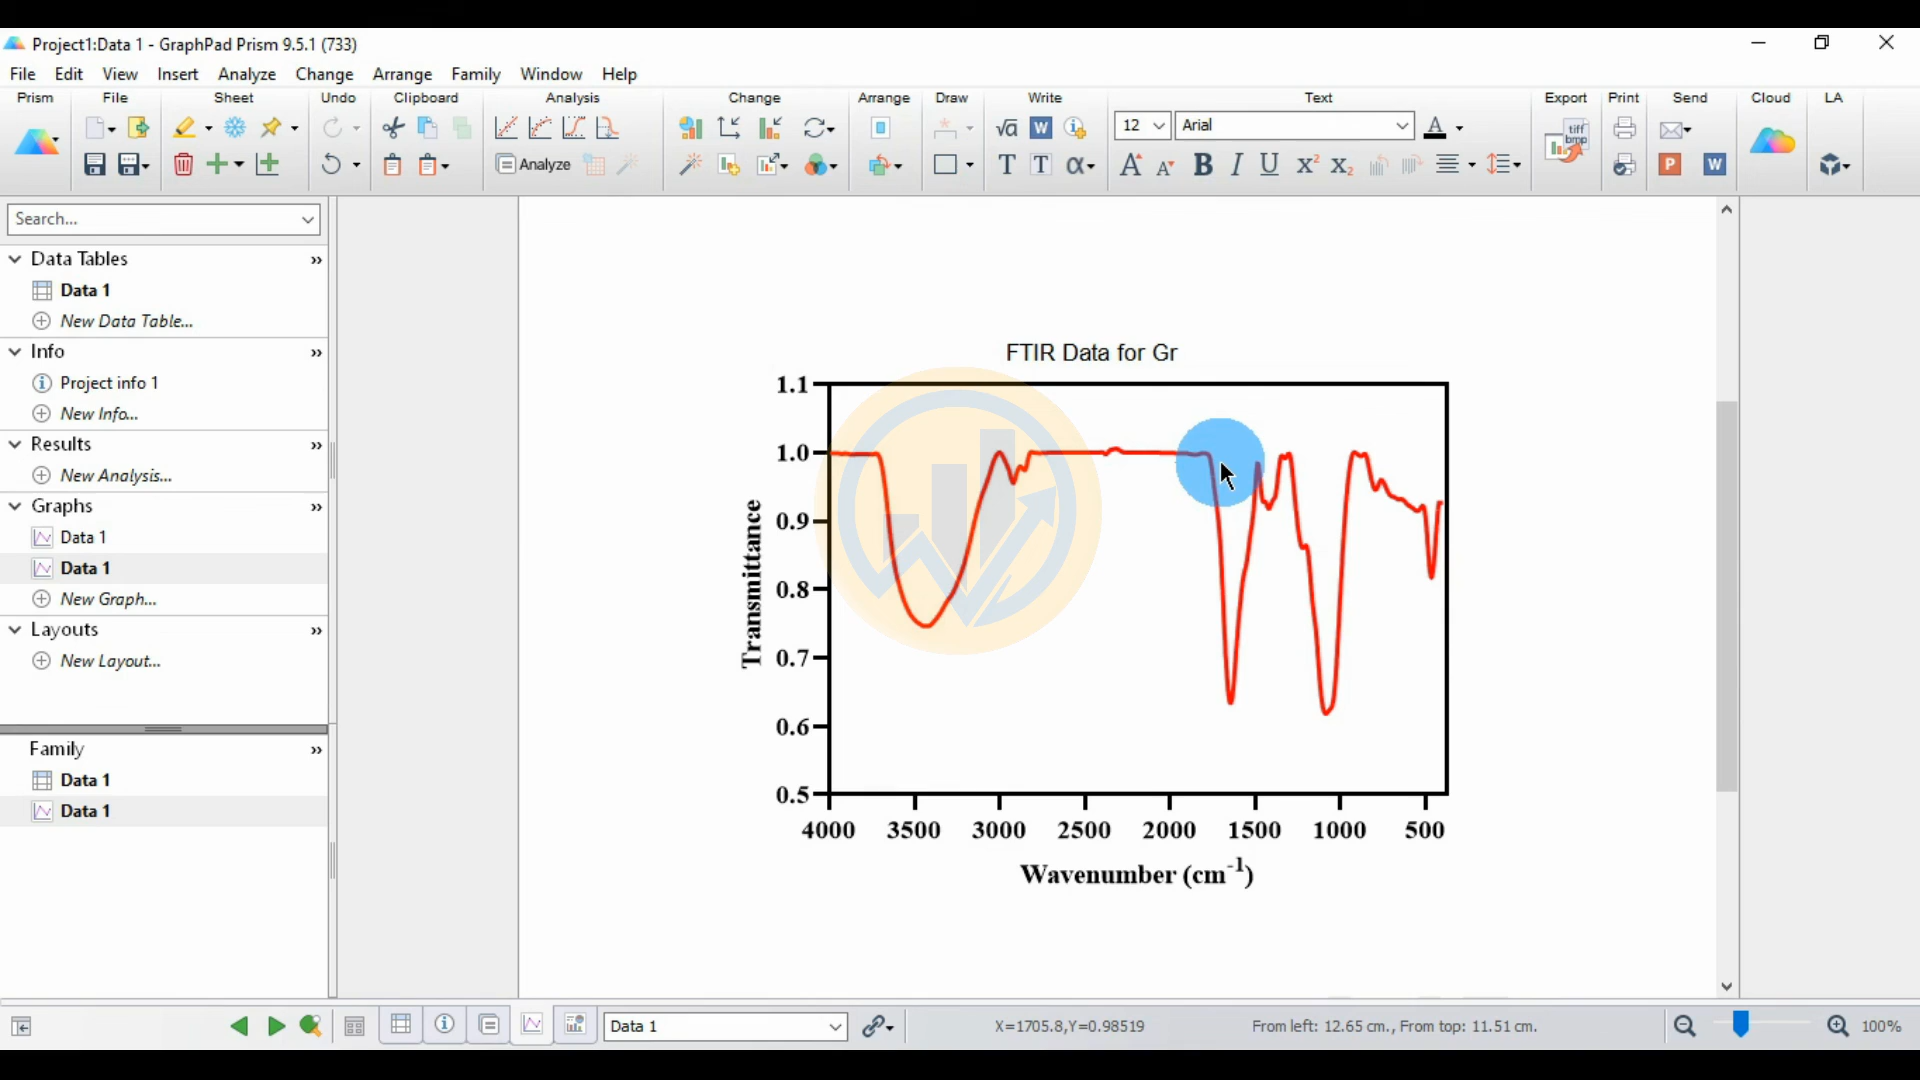 Project1:Data 1 - GraphPad Prism 9.5.1 (733)
File Edit View Insert Analyze Change Arrange Family Window Help
Prism File Sheet Undo Clipboard Analysis Change Arrange Draw Write Text Export Print Send Cloud LA
12 Arial
Analyze
Search...
Data Tables
Data 1
New Data Table...
Info
Project info 1
New Info...
Results
New Analysis...
Graphs
Data 1
Data 1
New Graph...
Layouts
New Layout...
Family
Data 1
Data 1
FTIR Data for Gr
1.1
1.0
0.9
0.8
0.7
0.6
0.5
Transmittance
4000 3500 3000 2500 2000 1500 1000 500
Wavenumber (cm⁻¹)
Data 1
X=1705.8,Y=0.98519
From left: 12.65 cm., From top: 11.51 cm.
100%